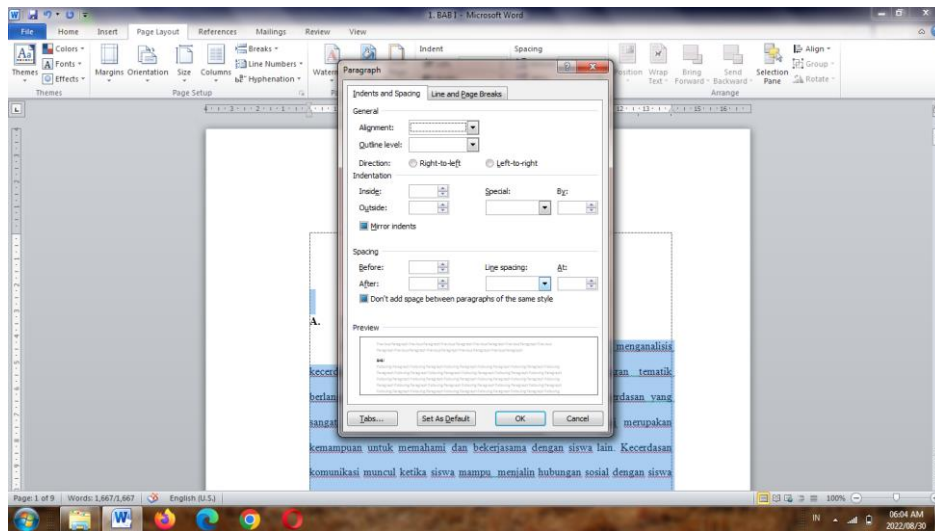 1. BAB I - Microsoft Word
File Home Insert Page Layout References Mailings Review View
Colors
Fonts
Effects
Themes
Margins Orientation Size Columns
Breaks
Line Numbers
Hyphenation
Indent Spacing
Wrap Text
Bring Forward
Send Backward
Selection Pane
Align
Group
Rotate
Themes Page Setup Arrange
Paragraph
Indents and Spacing Line and Page Breaks
General
Alignment:
Outline level:
Direction: Right-to-left Left-to-right
Indentation
Inside: Special: By:
Outside:
Mirror indents
Spacing
Before: Line spacing: At:
After:
Don't add space between paragraphs of the same style
Preview
Tabs... Set As Default OK Cancel
A.
menganalisis
tematik
yang
sangat merupakan
kemampuan untuk memahami dan bekerjasama dengan siswa lain. Kecerdasan
komunikasi muncul ketika siswa mampu menjalin hubungan sosial dengan siswa
Page: 1 of 9 Words: 1,667/1,667 English (U.S.) 100%
IN 06:04 AM
2022/08/30